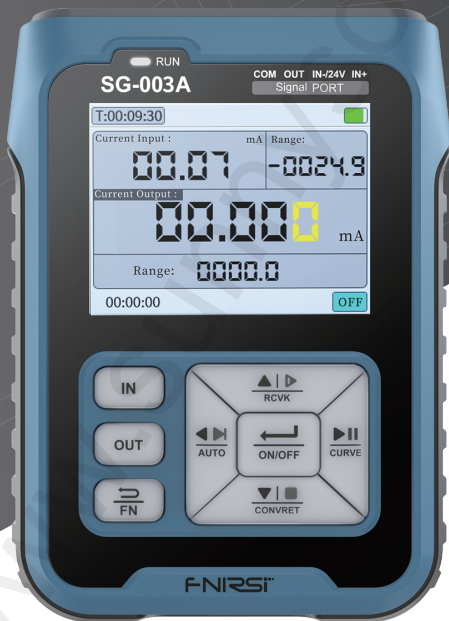 RUN
SG-003A
COM OUT IN-/24V IN+
Signal PORT
T:00:09:30
Current Input : mA Range:
00.07 -0024.9
Current Output :
00.000 mA
Range: 0000.0
00:00:00 OFF
IN
OUT
FN
RCVK
AUTO
ON/OFF
CURVE
CONVRET
FNIRSI